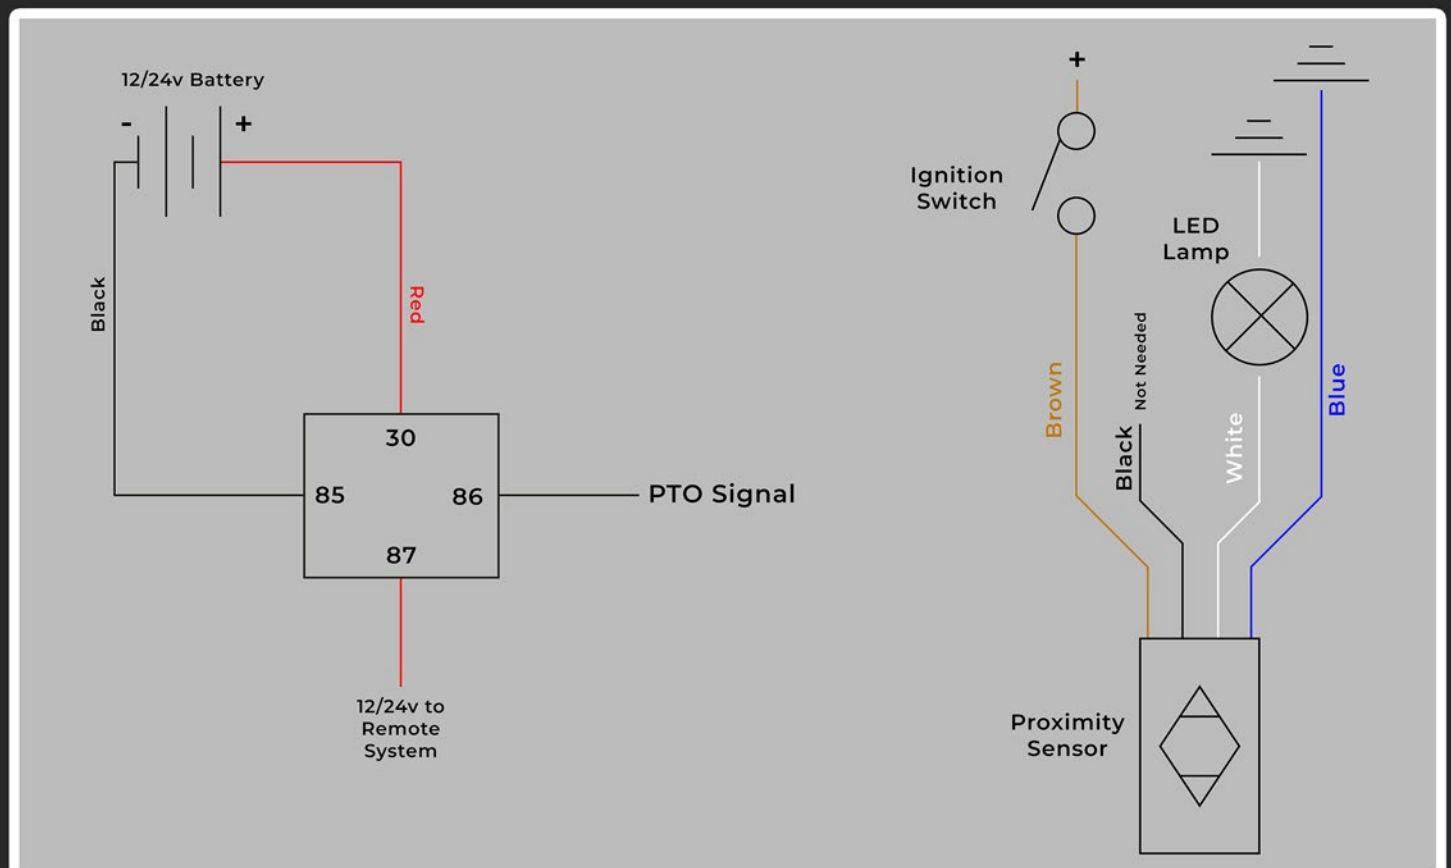 12/24v Battery
- +
Black
Red
30
85
86
87
PTO Signal
12/24v to
Remote
System
+
Ignition
Switch
LED
Lamp
Brown
Black
Not Needed
White
Blue
Proximity
Sensor